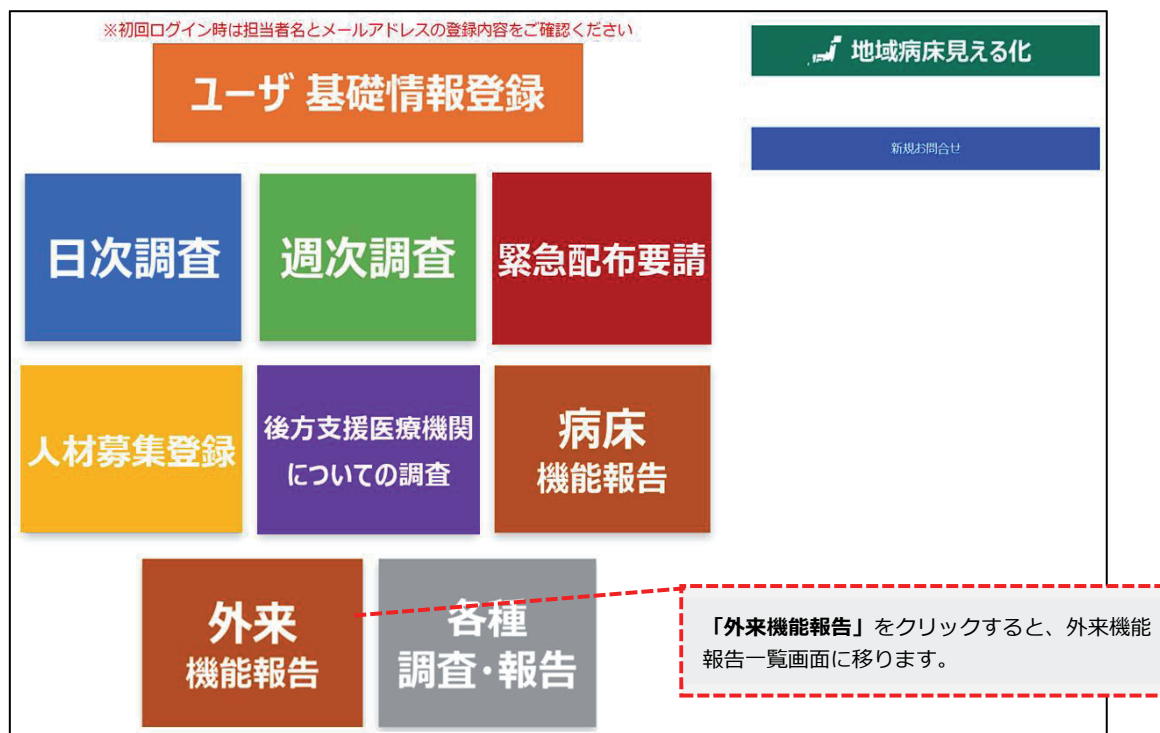 ※初回ログイン時は担当者名とメールアドレスの登録内容をご確認ください
ユーザ 基礎情報登録
地域病床見える化
新規お問合せ
日次調査
週次調査
緊急配布要請
人材募集登録
後方支援医療機関
についての調査
病床
機能報告
外来
機能報告
各種
調査・報告
「外来機能報告」をクリックすると、外来機能
報告一覧画面に移ります。